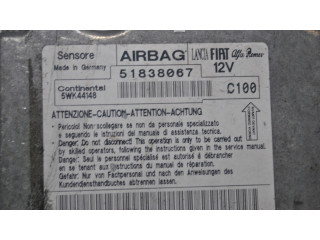 Sensore AIRBAG LANCIA FIAT Alfa Romeo
Made in Germany 51838067 12V
Continental
5WK44148 C100
ATTENZIONE-CAUTION-ATTENTION-ACHTUNG
• Pericolo! Non scollegare se non da personale specializzato
e seguendo le istruzioni del manuale di assistenza tecnica.
• Danger: Do not disconnect! This operation is only to be carried out
by qualified personnel, following the instructions given in the service manual.
• Danger! Seul le personnel spécialisé est autorisé à débrancher
en se tenant aux instructions du manuel de réparation.
• Gefahr! Nur vom Fachpersonal und nach den Anweisungen des
Kundendiensthandbuches abtrennen lassen.